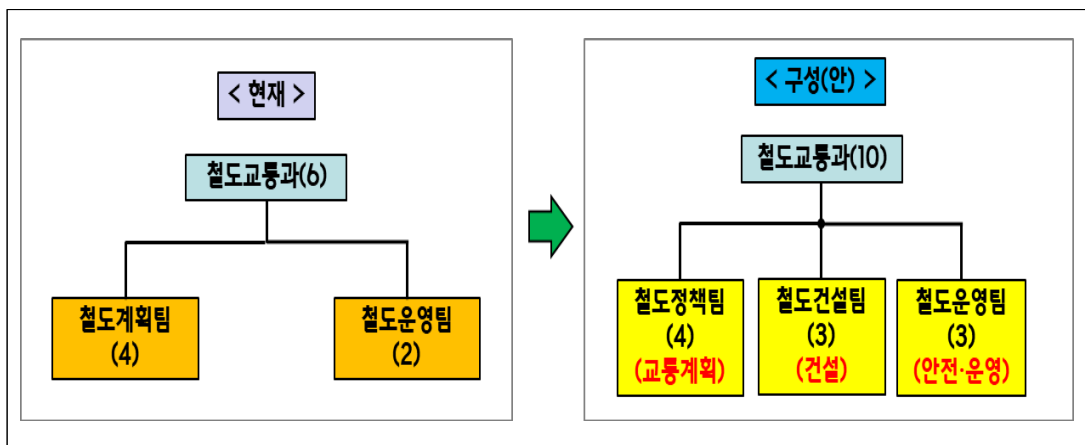 < 현재 >
철도교통과(6)
철도계획팀
(4)
철도운영팀
(2)
< 구성(안) >
철도교통과(10)
철도정책팀
(4)
(교통계획)
철도건설팀
(3)
(건설)
철도운영팀
(3)
(안전·운영)